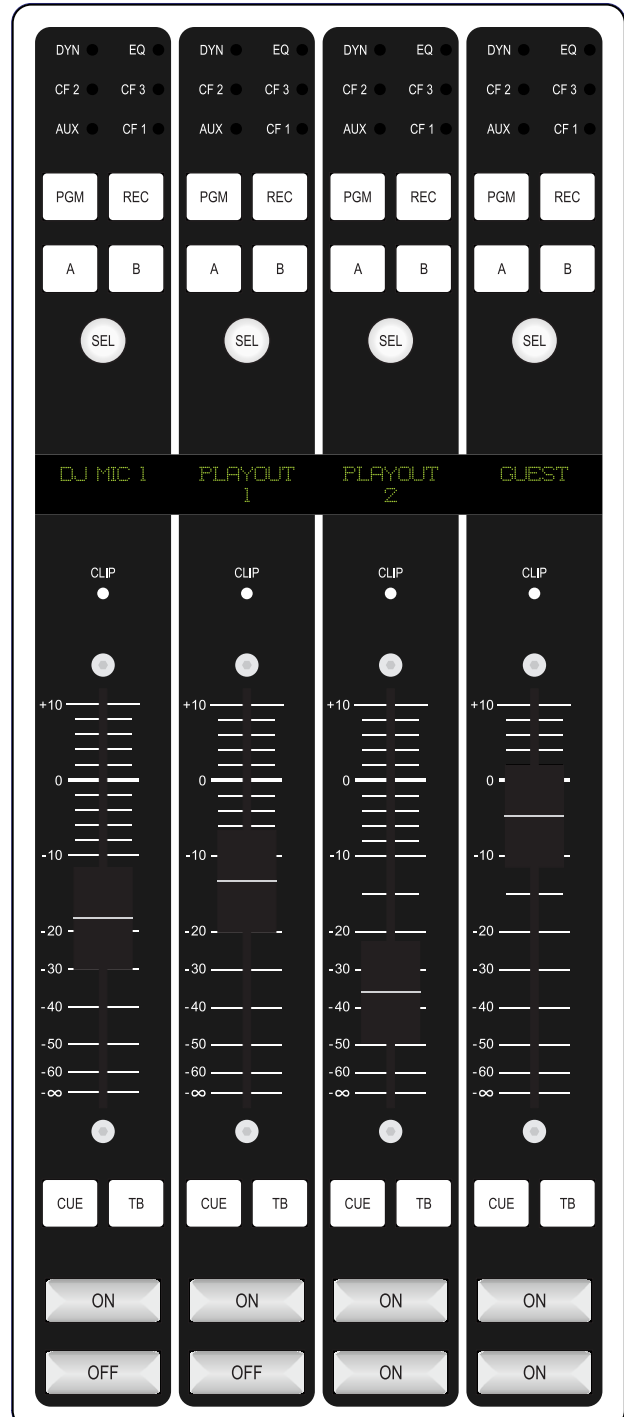 DYN EQ DYN EQ DYN EQ DYN EQ
CF 2 CF 3 CF 2 CF 3 CF 2 CF 3 CF 2 CF 3
AUX CF 1 AUX CF 1 AUX CF 1 AUX CF 1
PGM REC PGM REC PGM REC PGM REC
A B A B A B A B
SEL SEL SEL SEL
DJ MIC 1 PLAYOUT PLAYOUT GUEST
1 2
CLIP CLIP CLIP CLIP
+10 +10 +10 +10
0 0 0 0
-10 -10 -10 -10
-20 -20 -20 -20
-30 -30 -30 -30
-40 -40 -40 -40
-50 -50 -50 -50
-60 -60 -60 -60
-∞ -∞ -∞ -∞
CUE TB CUE TB CUE TB CUE TB
ON ON ON ON
OFF OFF ON ON